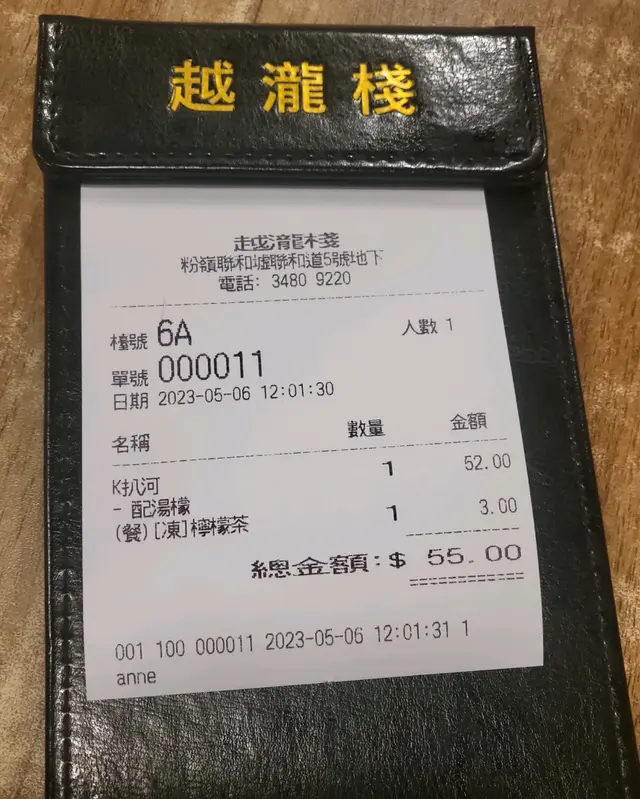 越瀧棧
越瀧棧
粉嶺聯和墟聯和道5號地下
電話: 3480 9220
檯號 6A 人數 1
單號 000011
日期 2023-05-06 12:01:30
名稱 數量 金額
K扒河 1 52.00
- 配湯檬
(餐)[凍]檸檬茶 1 3.00
總金額:$ 55.00
001 100 000011 2023-05-06 12:01:31 1
anne